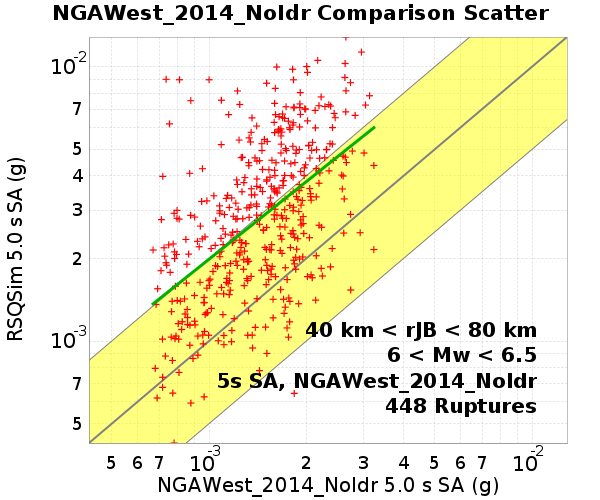 NGAWest_2014_NoIdr Comparison Scatter
RSQSim 5.0 s SA (g)
10⁻²
7
5
4
3
2
10⁻³
7
5
40 km < rJB < 80 km
6 < Mw < 6.5
5s SA, NGAWest_2014_NoIdr
448 Ruptures
5 6 7 10⁻³ 2 3 4 5 6 7 10⁻²
NGAWest_2014_NoIdr 5.0 s SA (g)